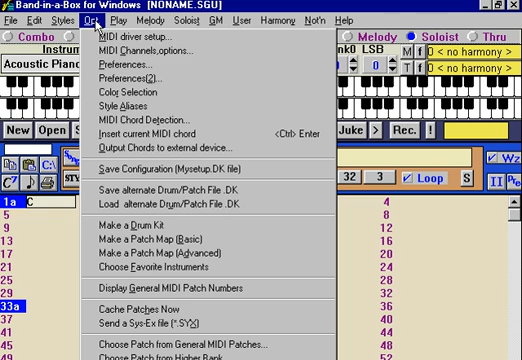 Band-in-a-Box for Windows [NONAME.SGU]
File Edit Styles Opt. Play Melody Soloist GM User Harmony Not'n Help
Combo Melody Soloist Thru
Instrum nk0 LSB M < no harmony >
Acoustic Piano 0 0 T f < no harmony >
MIDI driver setup...
MIDI Channels,options...
Preferences...
Preferences(2)...
Color Selection
Style Aliases
MIDI Chord Detection...
Insert current MIDI chord <Ctrl> Enter
Output Chords to external device...
Save Configuration (Mysetup.DK file)
Save alternate Drum/Patch File .DK
Load alternate Drum/Patch File .DK
Make a Drum Kit
Make a Patch Map (Basic)
Make a Patch Map (Advanced)
Choose Favorite Instruments
Display General MIDI Patch Numbers
Cache Patches Now
Send a Sys-Ex file (*.SYX)
Choose Patch from General MIDI Patches...
Choose Patch from Higher Bank
New Open S Juke > Rec. !
C:\ Wz
C7 STY 32 3 Loop S II Pre
1a C 4
5 8
9 12
13 16
17 20
21 24
25 28
29 32
33a 36
37 40
41 44
45 48